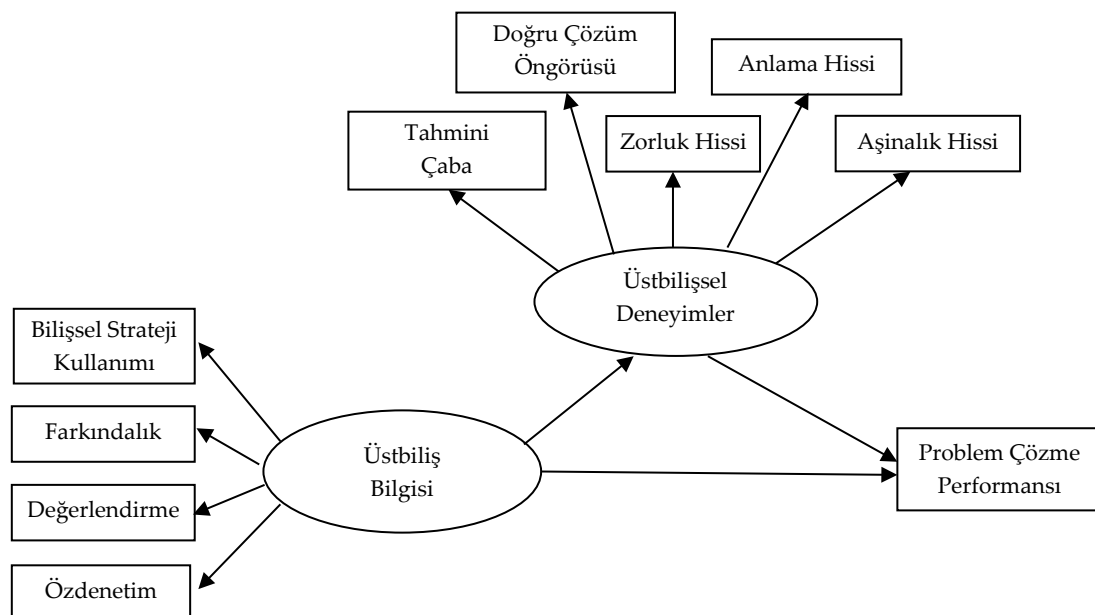 Doğru Çözüm
Öngörüsü
Anlama Hissi
Tahmini
Çaba
Zorluk Hissi
Aşinalık Hissi
Üstbilişsel
Deneyimler
Bilişsel Strateji
Kullanımı
Farkındalık
Değerlendirme
Özdenetim
Üstbiliş
Bilgisi
Problem Çözme
Performansı